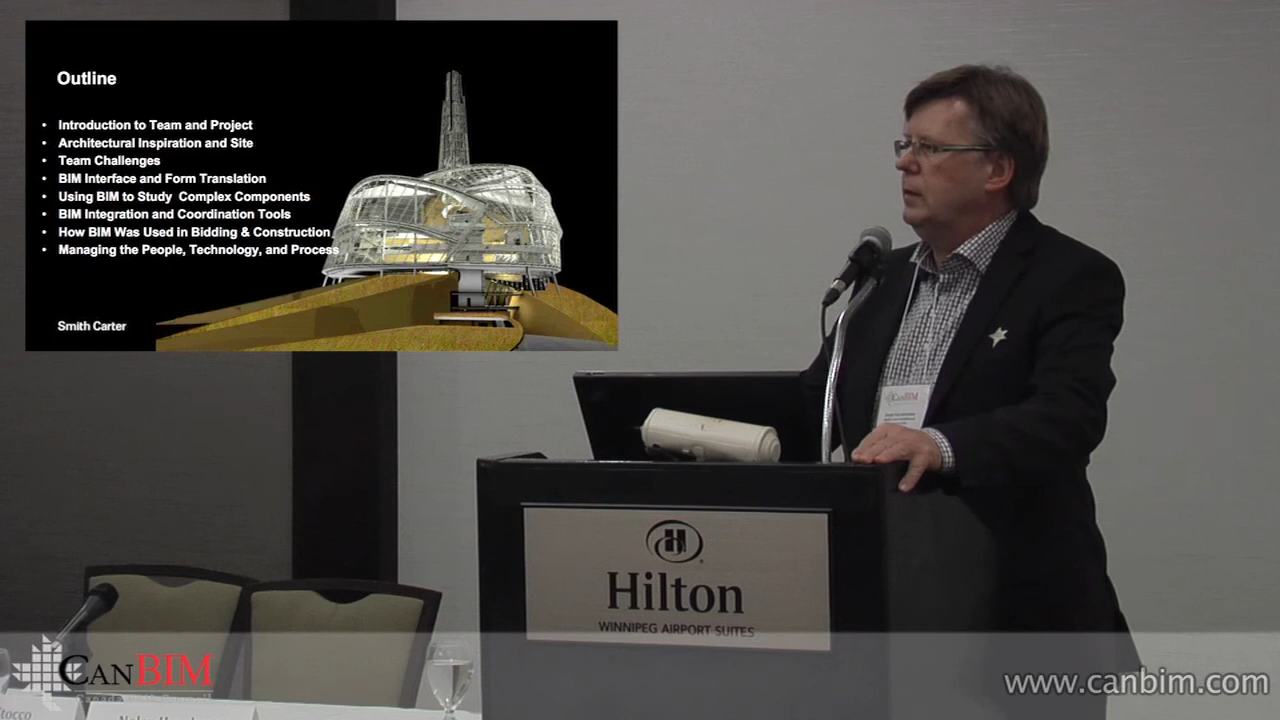 Outline
• Introduction to Team and Project
• Architectural Inspiration and Site
• Team Challenges
• BIM Interface and Form Translation
• Using BIM to Study Complex Components
• BIM Integration and Coordination Tools
• How BIM Was Used in Bidding & Construction
• Managing the People, Technology, and Process
Smith Carter
CANBIM
H
Hilton
WINNIPEG AIRPORT SUITES
CANBIM
www.canbim.com